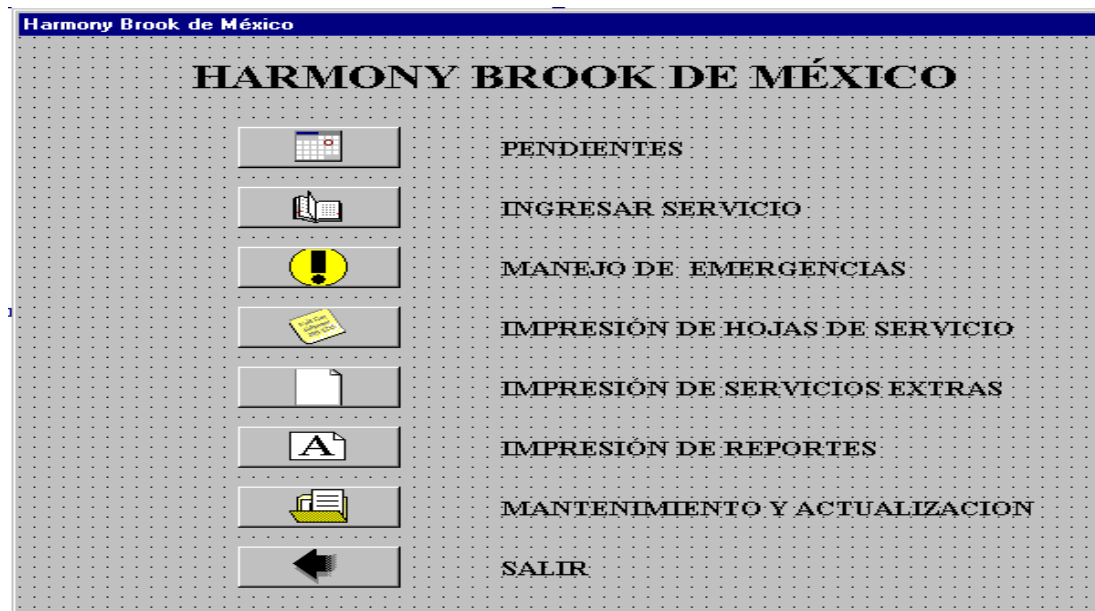 Harmony Brook de México
HARMONY BROOK DE MÉXICO
PENDIENTES
INGRESAR SERVICIO
MANEJO DE EMERGENCIAS
IMPRESIÓN DE HOJAS DE SERVICIO
IMPRESIÓN DE SERVICIOS EXTRAS
A
IMPRESIÓN DE REPORTES
MANTENIMIENTO Y ACTUALIZACION
SALIR